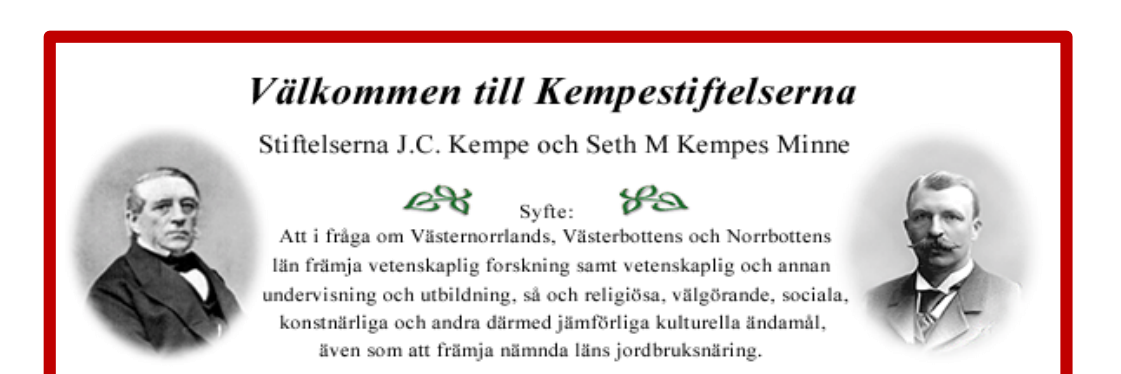 Välkommen till Kempestiftelserna
Stiftelserna J.C. Kempe och Seth M Kempes Minne
Syfte:
Att i fråga om Västernorrlands, Västerbottens och Norrbottens
län främja vetenskaplig forskning samt vetenskaplig och annan
undervisning och utbildning, så och religiösa, välgörande, sociala,
konstnärliga och andra därmed jämförliga kulturella ändamål,
även som att främja nämnda läns jordbruksnäring.